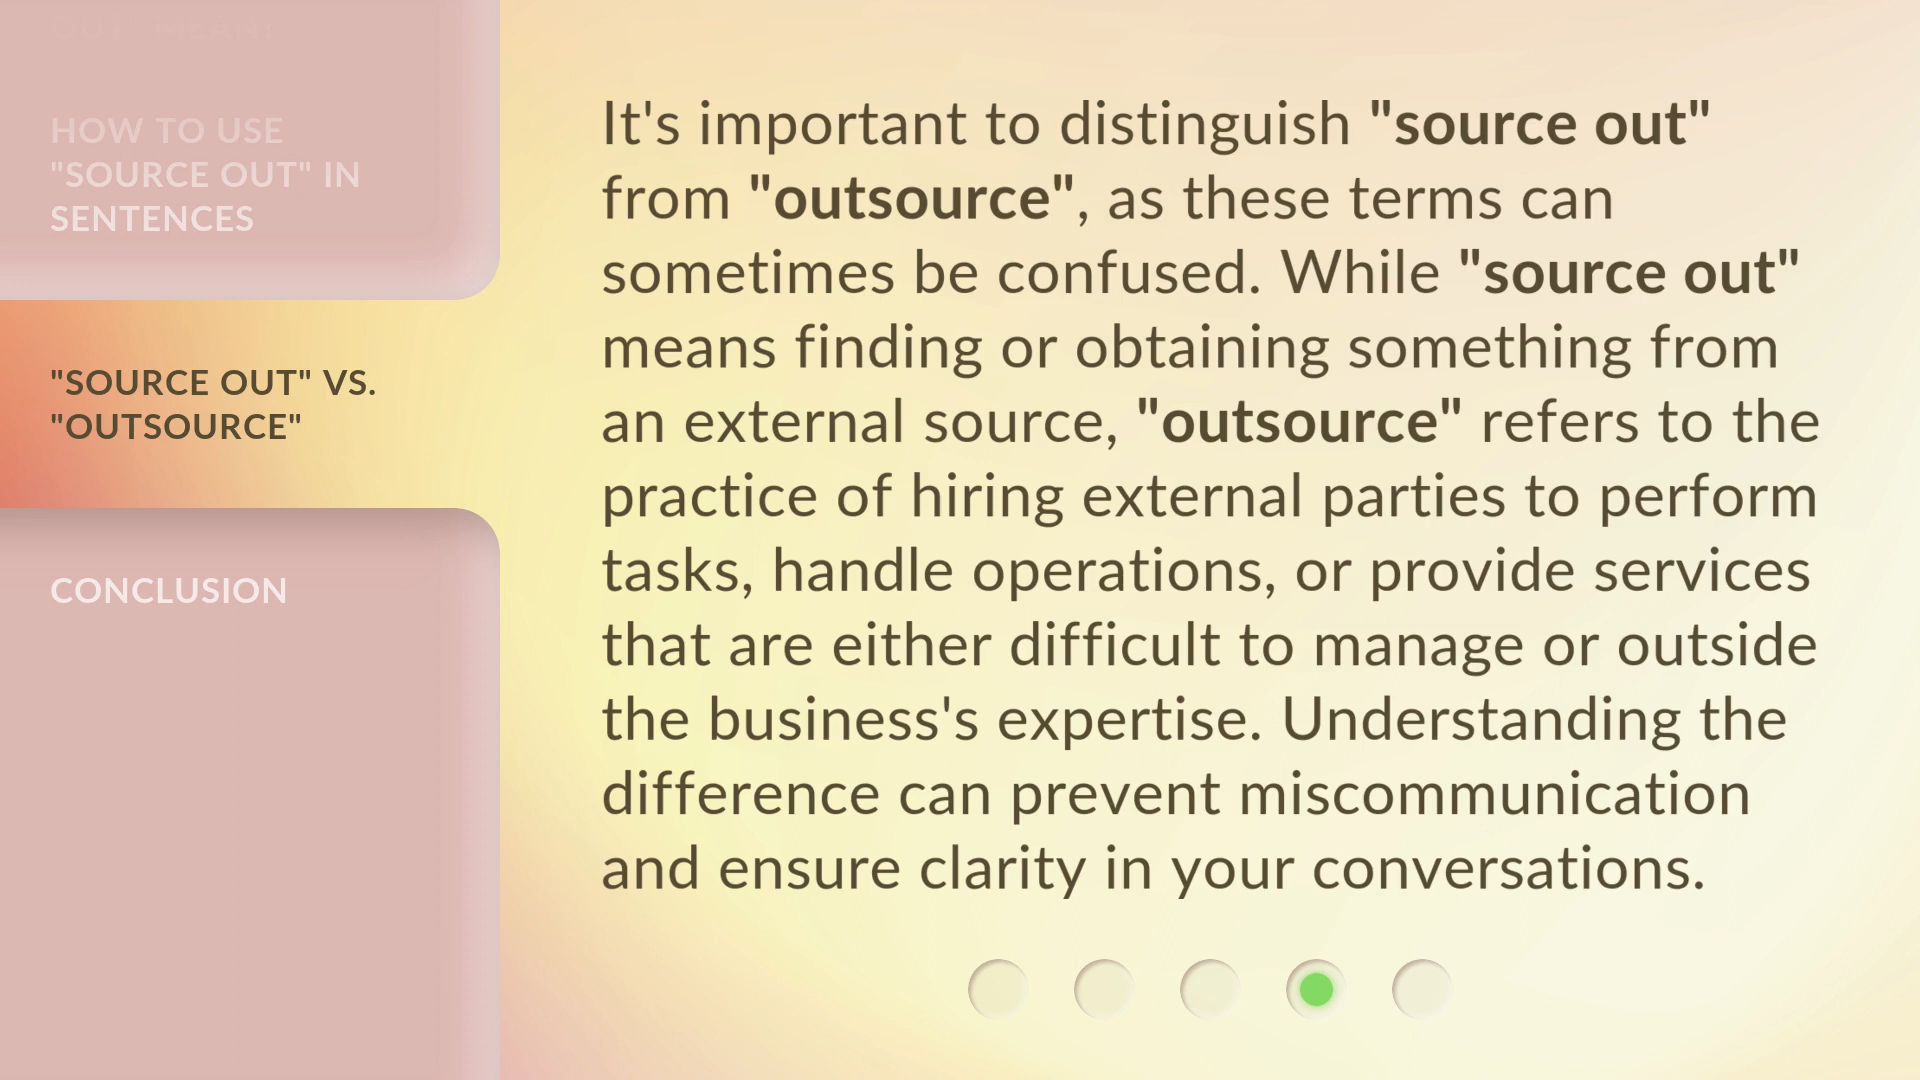 HOW TO USE
"SOURCE OUT" IN
SENTENCES
"SOURCE OUT" VS.
"OUTSOURCE"
CONCLUSION
It's important to distinguish "source out"
from "outsource", as these terms can
sometimes be confused. While "source out"
means finding or obtaining something from
an external source, "outsource" refers to the
practice of hiring external parties to perform
tasks, handle operations, or provide services
that are either difficult to manage or outside
the business's expertise. Understanding the
difference can prevent miscommunication
and ensure clarity in your conversations.